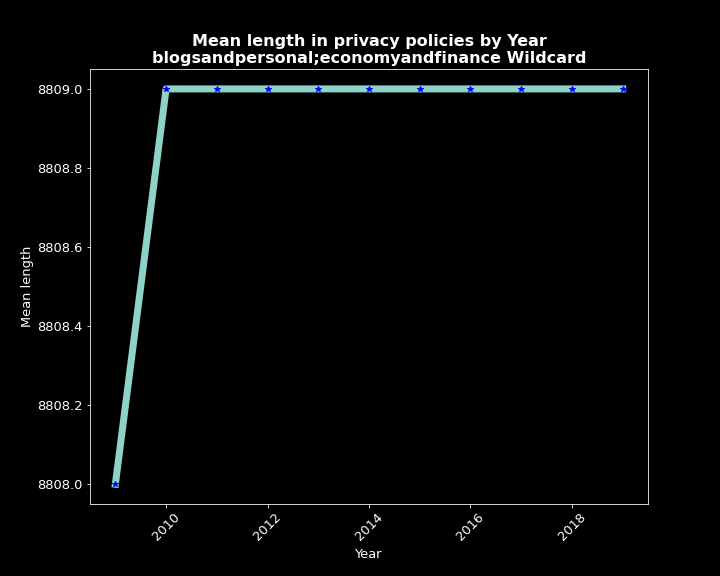 Mean length in privacy policies by Year
blogsandpersonal;economyandfinance Wildcard
8809.0
8808.8
8808.6
8808.4
8808.2
8808.0
Mean length
2010
2012
2014
2016
2018
Year